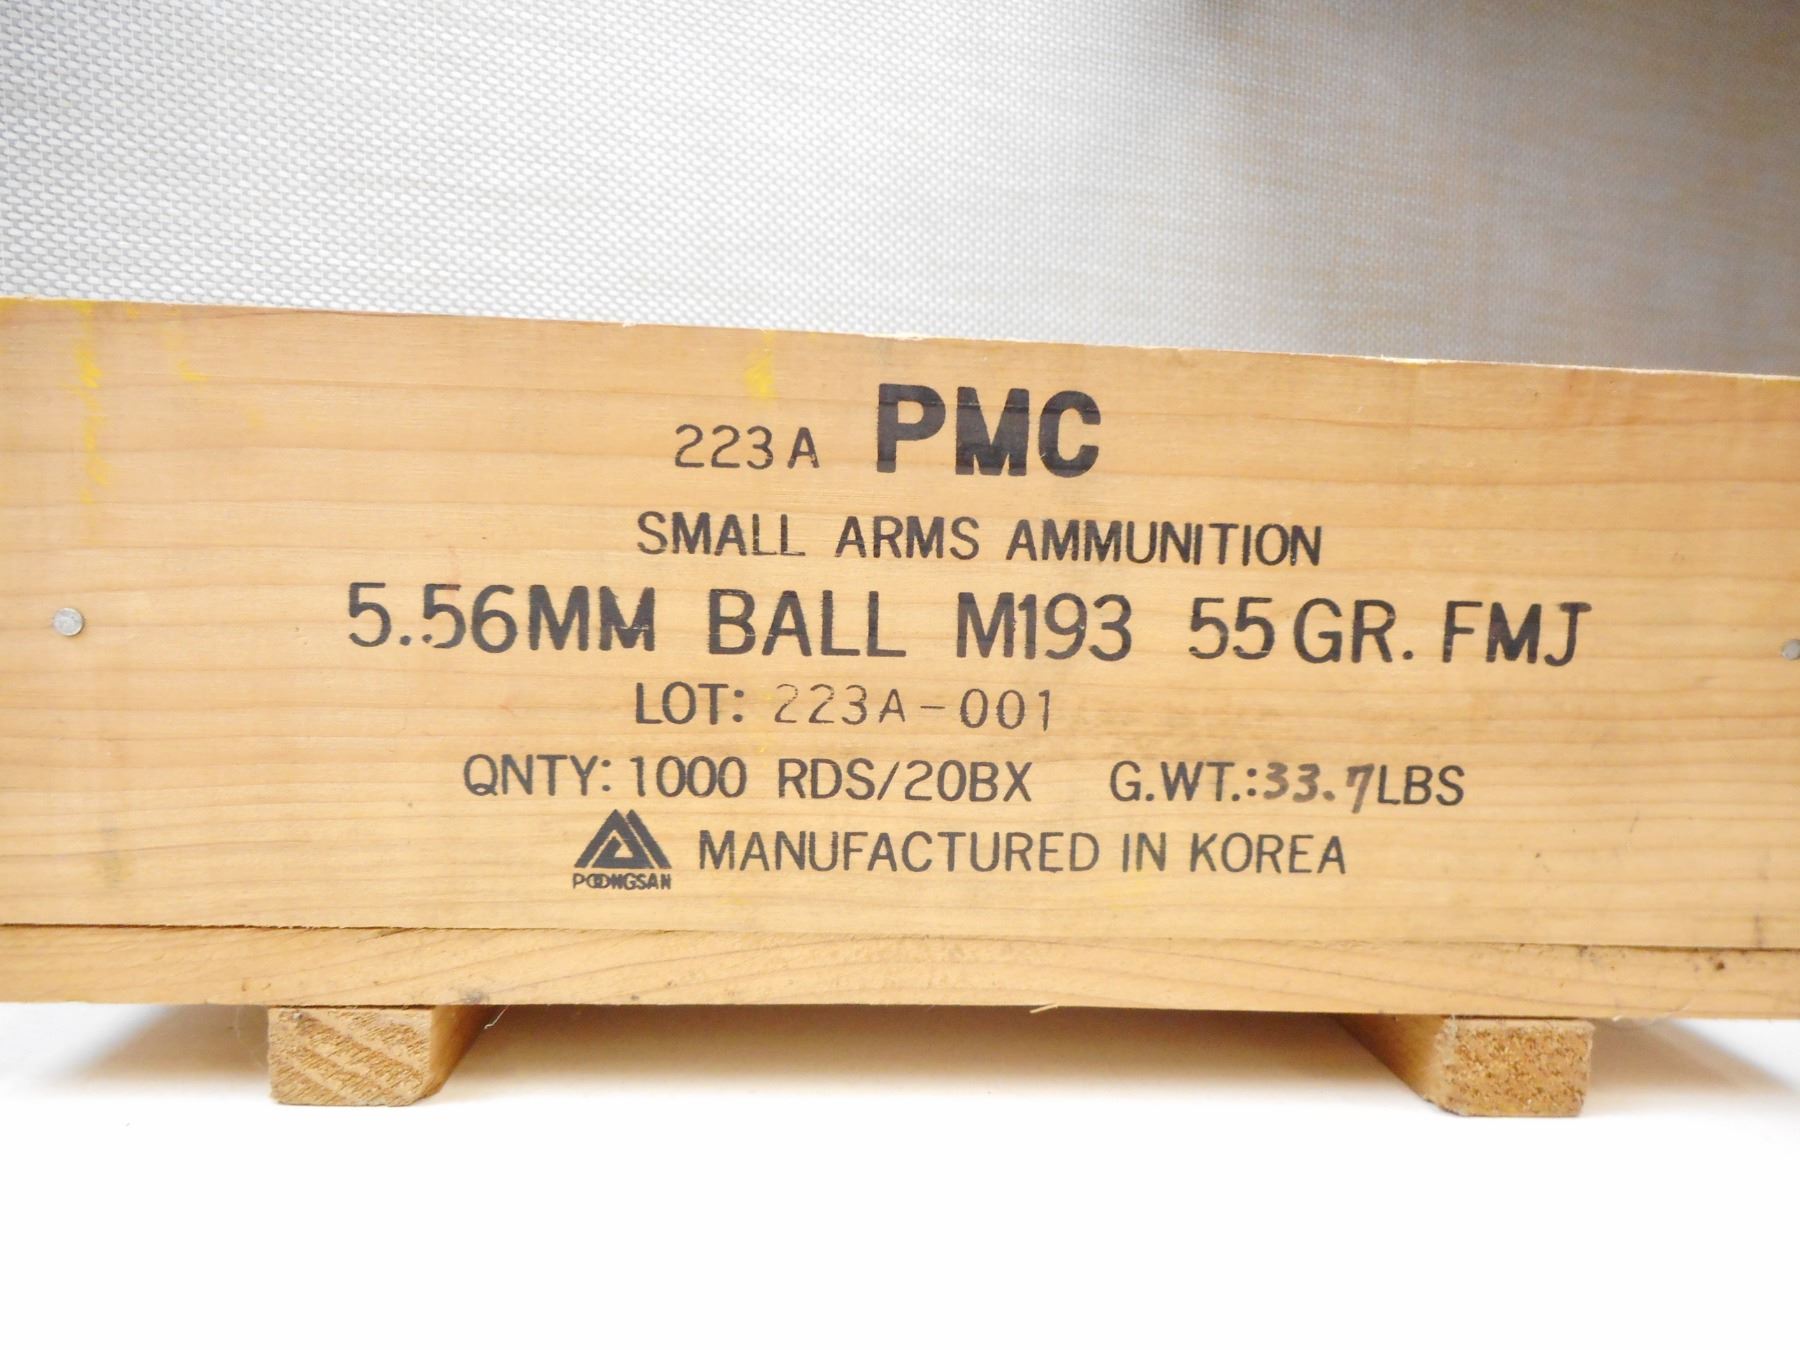 223A PMC
SMALL ARMS AMMUNITION
5.56MM BALL M193 55GR. FMJ
LOT: 223A-001
QNTY: 1000 RDS/20BX G.WT.:33.7LBS
POONGSAN MANUFACTURED IN KOREA